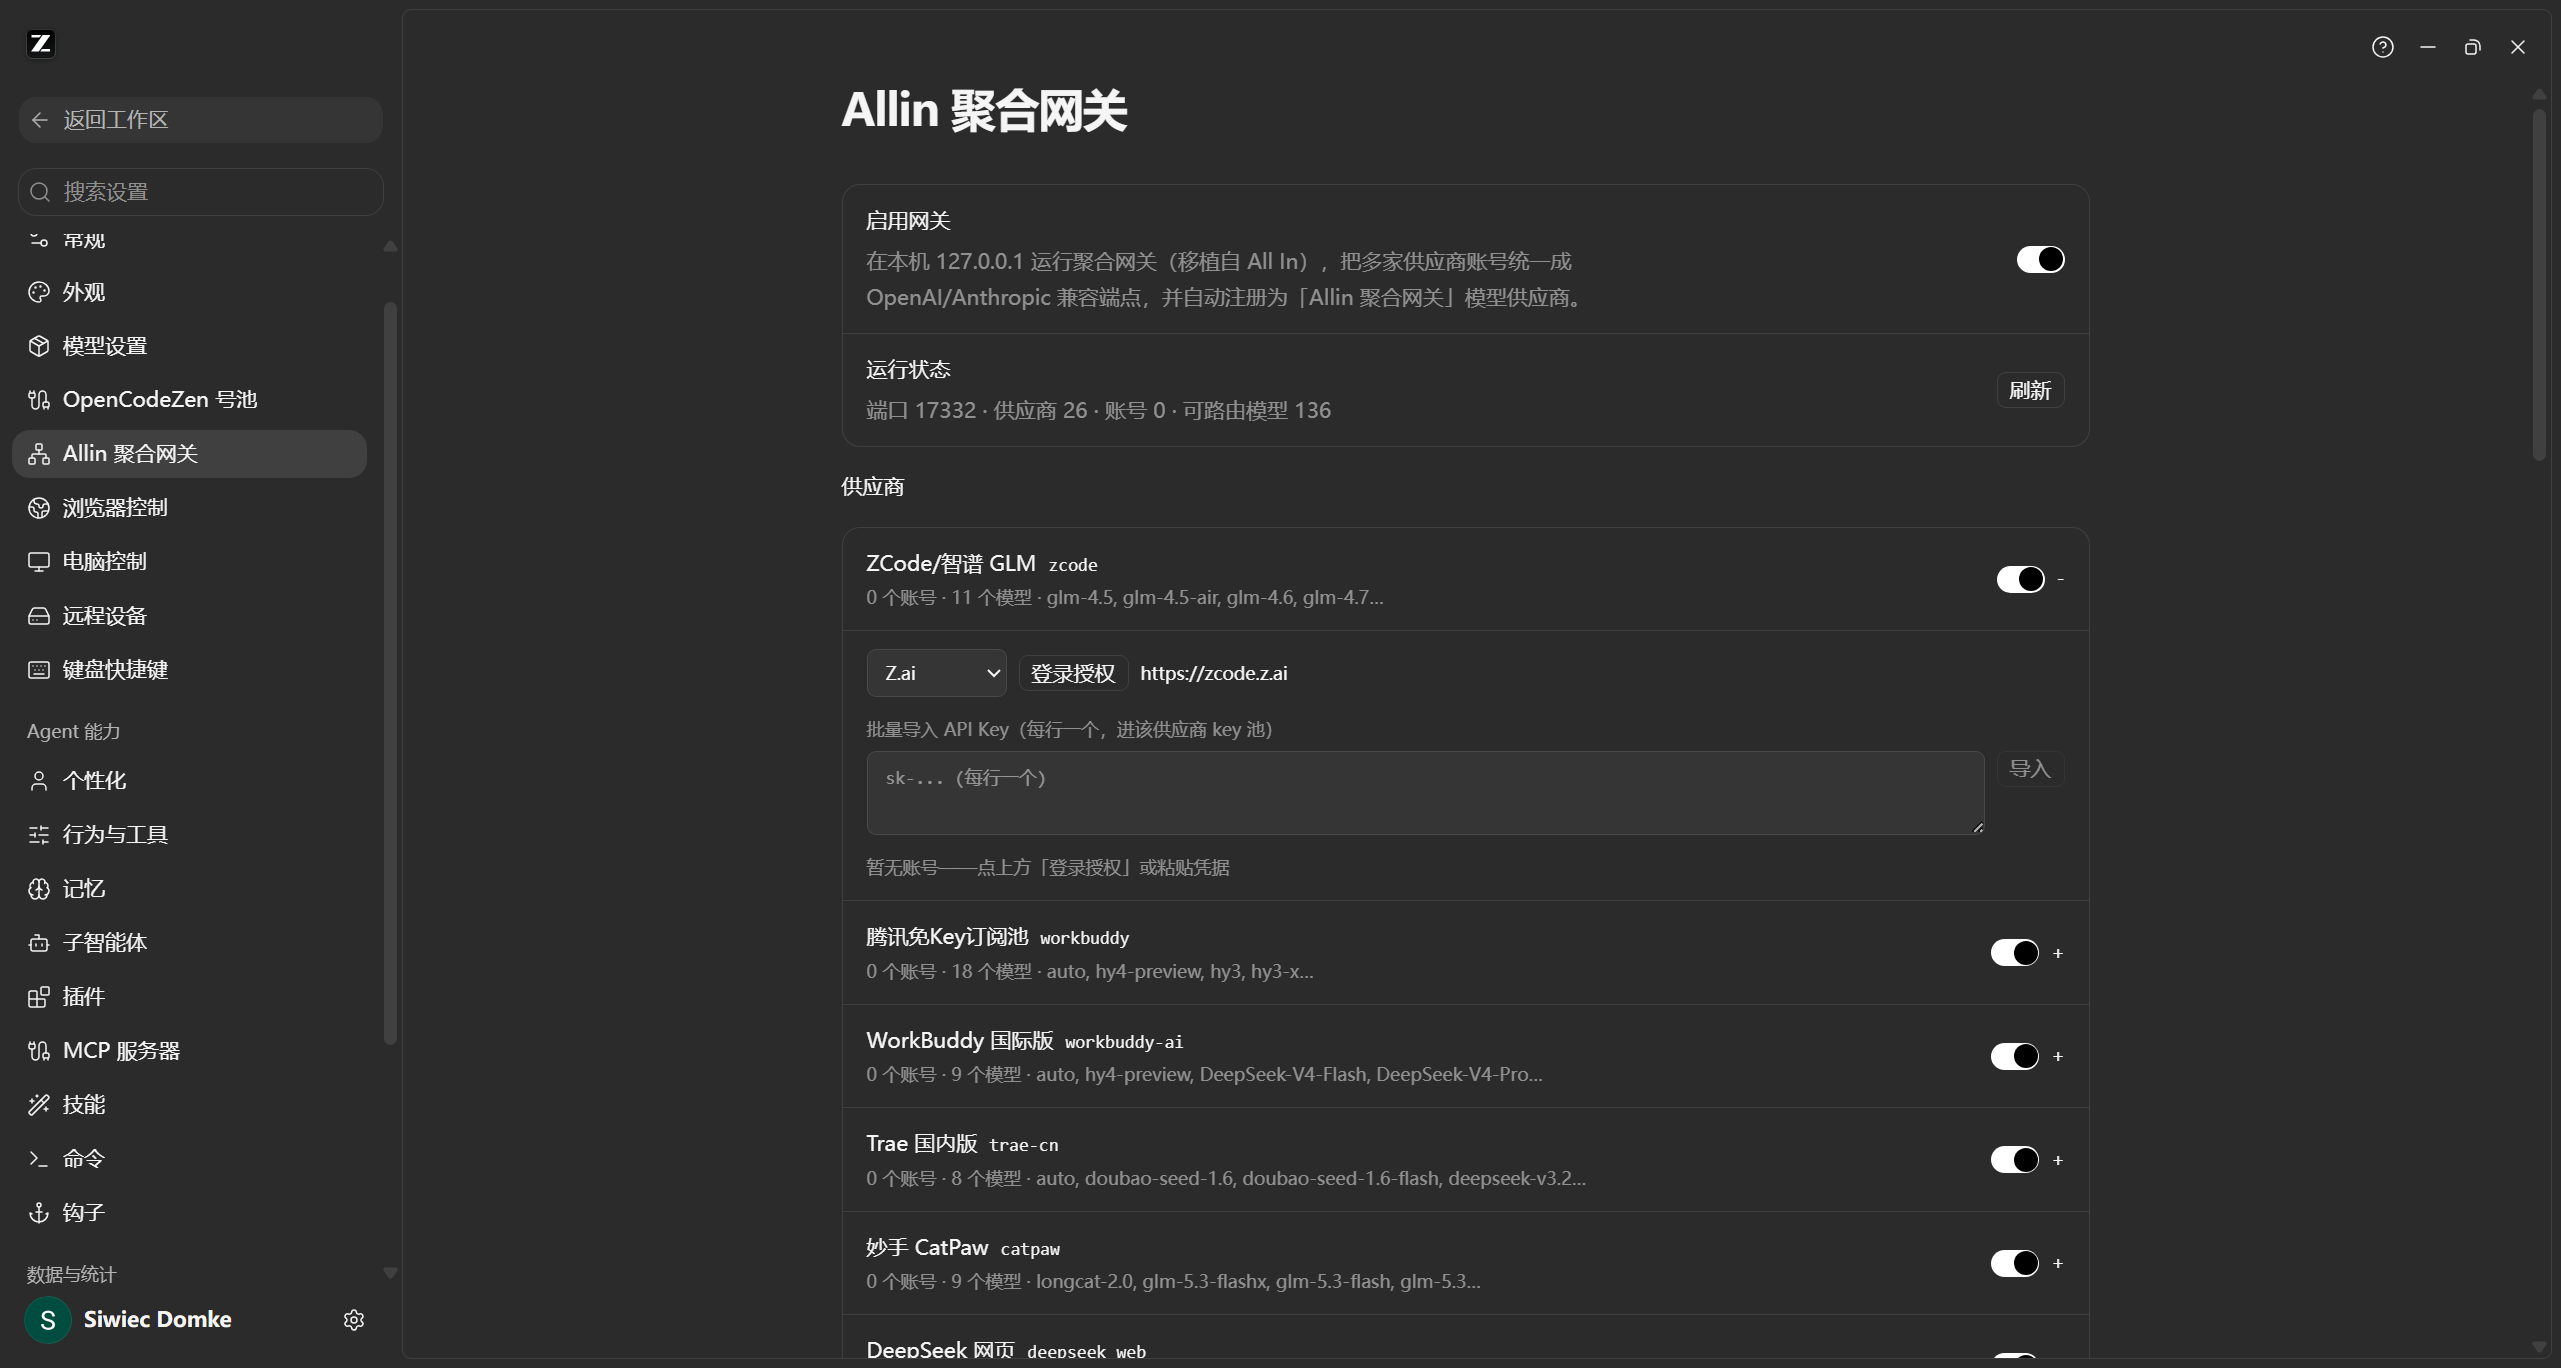 Z
返回工作区
搜索设置
常规
外观
模型设置
OpenCodeZen 号池
Allin 聚合网关
浏览器控制
电脑控制
远程设备
键盘快捷键
Agent 能力
个性化
行为与工具
记忆
子智能体
插件
MCP 服务器
技能
命令
钩子
数据与统计
S
Siwiec Domke
Allin 聚合网关
启用网关
在本机 127.0.0.1 运行聚合网关（移植自 All In），把多家供应商账号统一成
OpenAI/Anthropic 兼容端点，并自动注册为「Allin 聚合网关」模型供应商。
运行状态
端口 17332 · 供应商 26 · 账号 0 · 可路由模型 136
刷新
供应商
ZCode/智谱 GLM zcode
0 个账号 · 11 个模型 · glm-4.5, glm-4.5-air, glm-4.6, glm-4.7...
-
Z.ai
登录授权
https://zcode.z.ai
批量导入 API Key（每行一个，进该供应商 key 池）
sk-... (每行一个)
导入
暂无账号——点上方「登录授权」或粘贴凭据
腾讯免Key订阅池 workbuddy
0 个账号 · 18 个模型 · auto, hy4-preview, hy3, hy3-x...
+
WorkBuddy 国际版 workbuddy-ai
0 个账号 · 9 个模型 · auto, hy4-preview, DeepSeek-V4-Flash, DeepSeek-V4-Pro...
+
Trae 国内版 trae-cn
0 个账号 · 8 个模型 · auto, doubao-seed-1.6, doubao-seed-1.6-flash, deepseek-v3.2...
+
妙手 CatPaw catpaw
0 个账号 · 9 个模型 · longcat-2.0, glm-5.3-flashx, glm-5.3-flash, glm-5.3...
+
DeepSeek 网页 deepseek_web